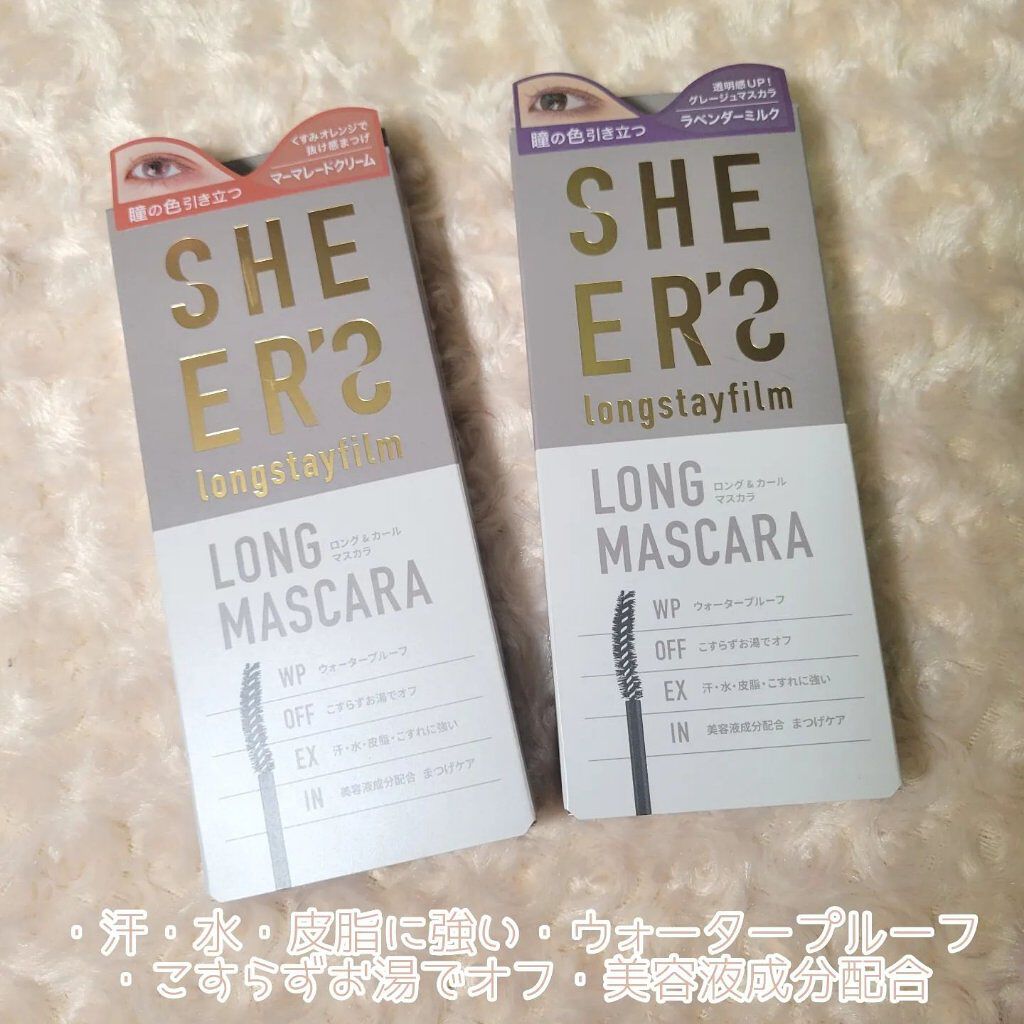 くすみオレンジで
抜け感まつげ
マーマレードクリーム
瞳の色引き立つ
SHE
ER'S
longstayfilm
LONG
MASCARA
ロング&カール
マスカラ
WP ウォータープルーフ
OFF こすらずお湯でオフ
EX 汗・水・皮脂・こすれに強い
IN 美容液成分配合 まつげケア
透明感UP!
グレージュマスカラ
ラベンダーミルク
瞳の色引き立つ
SHE
ER'S
longstayfilm
LONG
MASCARA
ロング&カール
マスカラ
WP ウォータープルーフ
OFF こすらずお湯でオフ
EX 汗・水・皮脂・こすれに強い
IN 美容液成分配合 まつげケア
・汗・水・皮脂に強い・ウォータープルーフ
・こすらずお湯でオフ・美容液成分配合